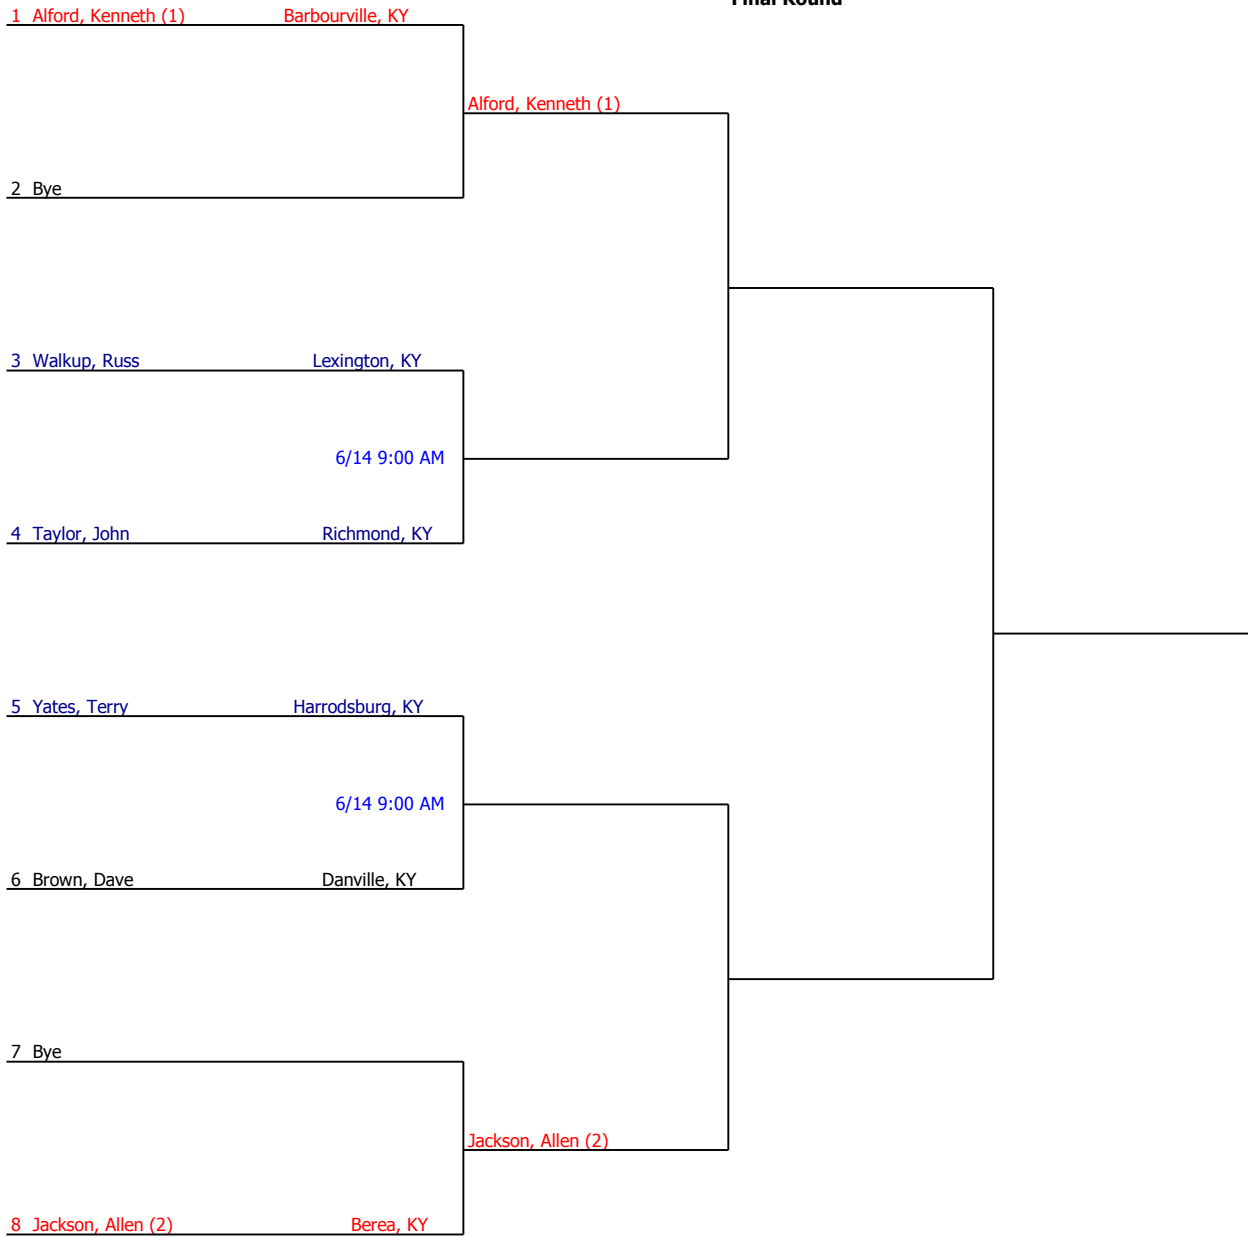 Final Round
1 Alford, Kenneth (1) Barbourville, KY
Alford, Kenneth (1)
2 Bye
3 Walkup, Russ Lexington, KY
6/14 9:00 AM
4 Taylor, John Richmond, KY
5 Yates, Terry Harrodsburg, KY
6/14 9:00 AM
6 Brown, Dave Danville, KY
7 Bye
Jackson, Allen (2)
8 Jackson, Allen (2) Berea, KY